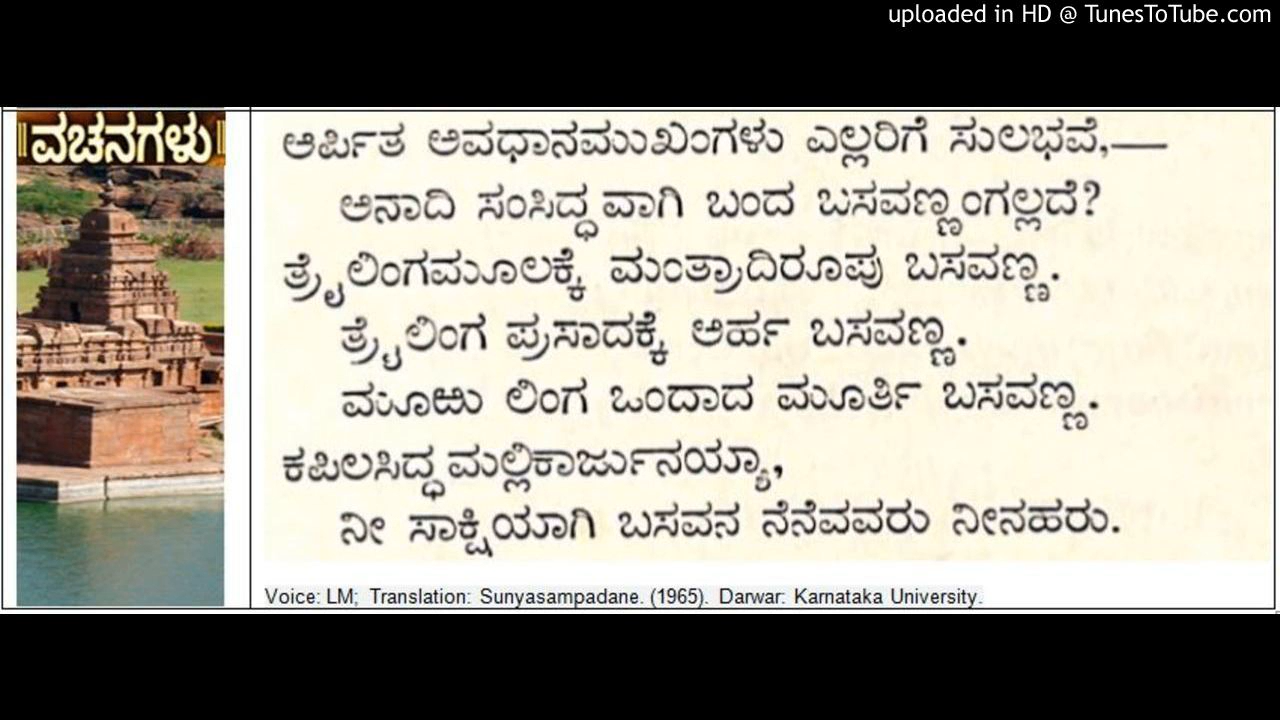 uploaded in HD @ TunesToTube.com
॥ವಚನಗಳು॥
ಅರ್ಪಿತ ಅವಧಾನಮುಖಂಗಳು ಎಲ್ಲರಿಗೆ ಸುಲಭವೆ,—
ಅನಾದಿ ಸಂಸಿದ್ಧವಾಗಿ ಬಂದ ಬಸವಣ್ಣಂಗಲ್ಲದೆ?
ತ್ರೈಲಿಂಗಮೂಲಕ್ಕೆ ಮಂತ್ರಾದಿರೂಪು ಬಸವಣ್ಣ.
ತ್ರೈಲಿಂಗ ಪ್ರಸಾದಕ್ಕೆ ಅರ್ಹ ಬಸವಣ್ಣ.
ಮೂಱು ಲಿಂಗ ಒಂದಾದ ಮೂರ್ತಿ ಬಸವಣ್ಣ.
ಕಪಿಲಸಿದ್ಧಮಲ್ಲಿಕಾರ್ಜುನಯ್ಯಾ,
ನೀ ಸಾಕ್ಷಿಯಾಗಿ ಬಸವನ ನೆನೆವವರು ನೀನಹರು.
Voice: LM; Translation: Sunyasampadane. (1965). Darwar: Karnataka University.